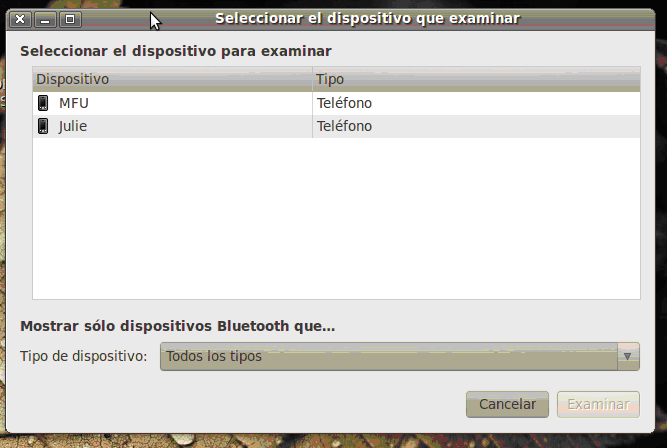 Seleccionar el dispositivo que examinar
Seleccionar el dispositivo para examinar
Dispositivo Tipo
MFU Teléfono
Julie Teléfono
Mostrar sólo dispositivos Bluetooth que...
Tipo de dispositivo: Todos los tipos
Cancelar Examinar